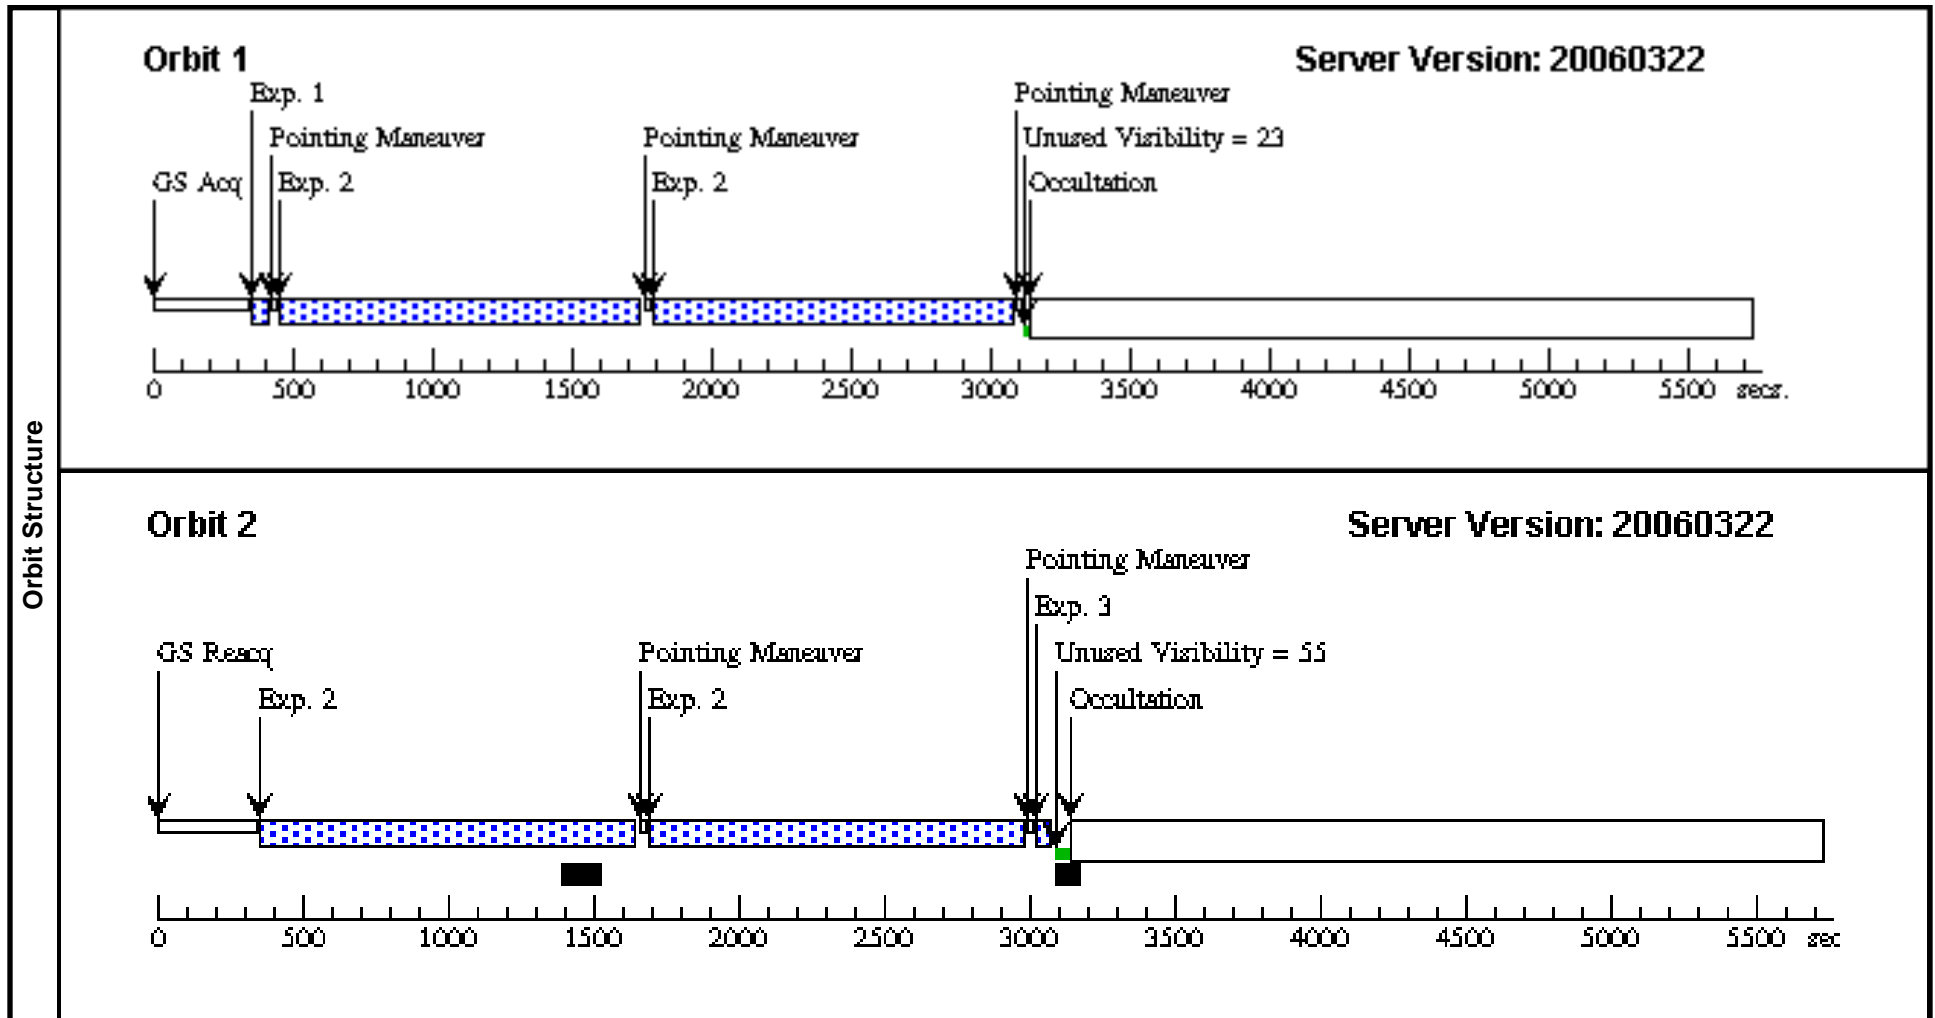 Orbit Structure
Orbit 1
Server Version: 20060322
Exp. 1
Pointing Maneuver
Pointing Maneuver
Pointing Maneuver
Unused Visibility = 23
GS Acq
Exp. 2
Exp. 2
Occultation
0 500 1000 1500 2000 2500 3000 3500 4000 4500 5000 5500 secs.
Orbit 2
Server Version: 20060322
Pointing Maneuver
Exp. 3
GS Reacq
Pointing Maneuver
Unused Visibility = 55
Exp. 2
Exp. 2
Occultation
0 500 1000 1500 2000 2500 3000 3500 4000 4500 5000 5500 sec